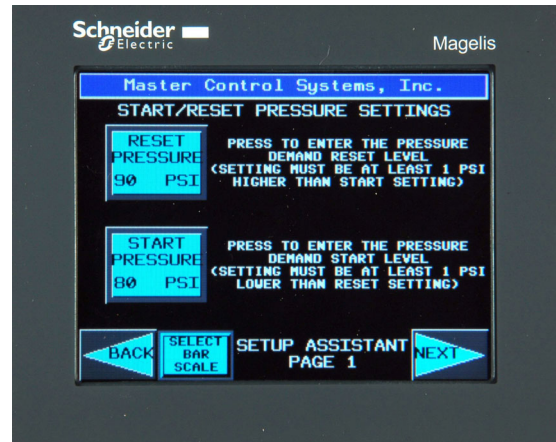 Schneider
Electric
Magelis
Master Control Systems, Inc.
START/RESET PRESSURE SETTINGS
RESET
PRESSURE
90 PSI
PRESS TO ENTER THE PRESSURE
DEMAND RESET LEVEL
(SETTING MUST BE AT LEAST 1 PSI
HIGHER THAN START SETTING)
START
PRESSURE
80 PSI
PRESS TO ENTER THE PRESSURE
DEMAND START LEVEL
(SETTING MUST BE AT LEAST 1 PSI
LOWER THAN RESET SETTING)
BACK
SELECT
BAR
SCALE
SETUP ASSISTANT
PAGE 1
NEXT